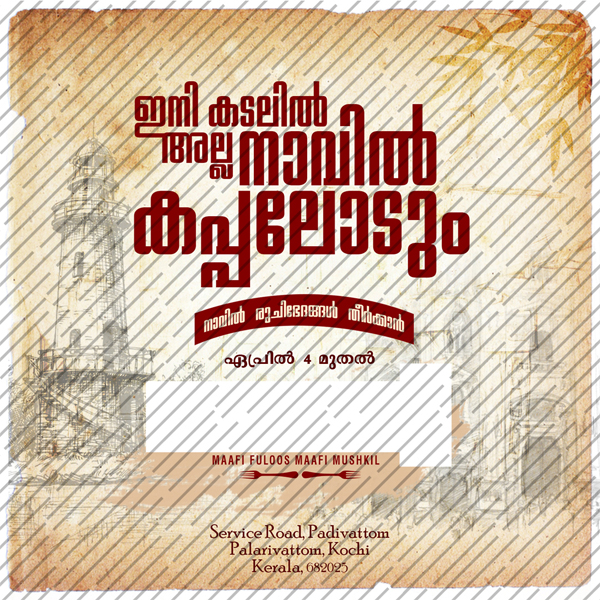 ഇനി കടലിൽ
അല്ല നാവിൽ
കപ്പലോടും
നാവിൽ രുചിഭേദങ്ങൾ തീർക്കാൻ
ഏപ്രിൽ 4 മുതൽ
MAAFI FULOOS MAAFI MUSHKIL
Service Road, Padivattom
Palarivattom, Kochi
Kerala, 682025